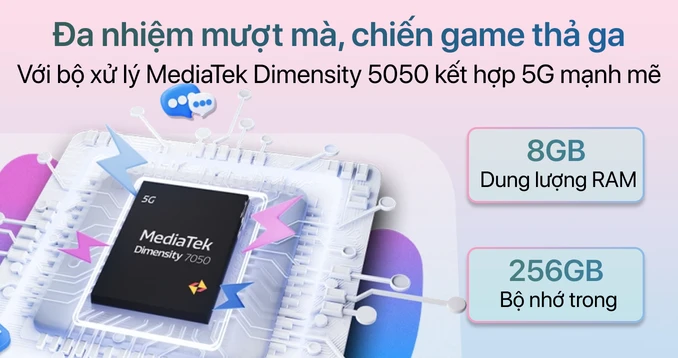 Đa nhiệm mượt mà, chiến game thả ga
Với bộ xử lý MediaTek Dimensity 5050 kết hợp 5G mạnh mẽ
8GB
Dung lượng RAM
5G
MediaTek
Dimensity 7050
256GB
Bộ nhớ trong